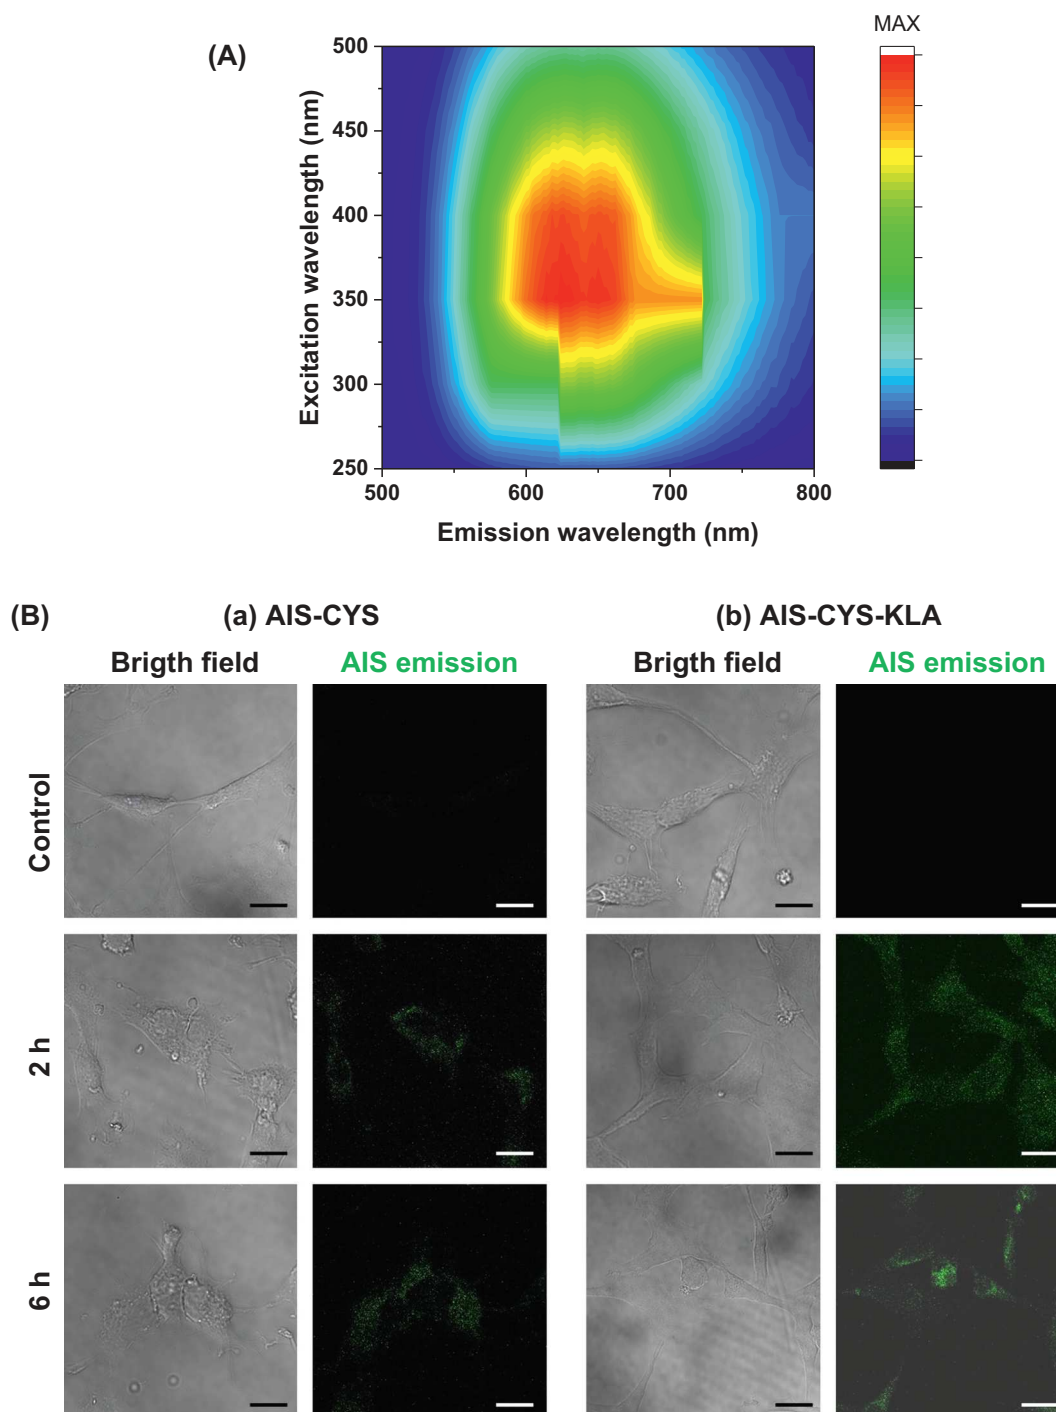 (A)
MAX
500
450
400
350
300
250
Excitation wavelength (nm)
500
600
700
800
Emission wavelength (nm)
(B)
(a) AIS-CYS
(b) AIS-CYS-KLA
Brigth field
AIS emission
Brigth field
AIS emission
Control
2 h
6 h